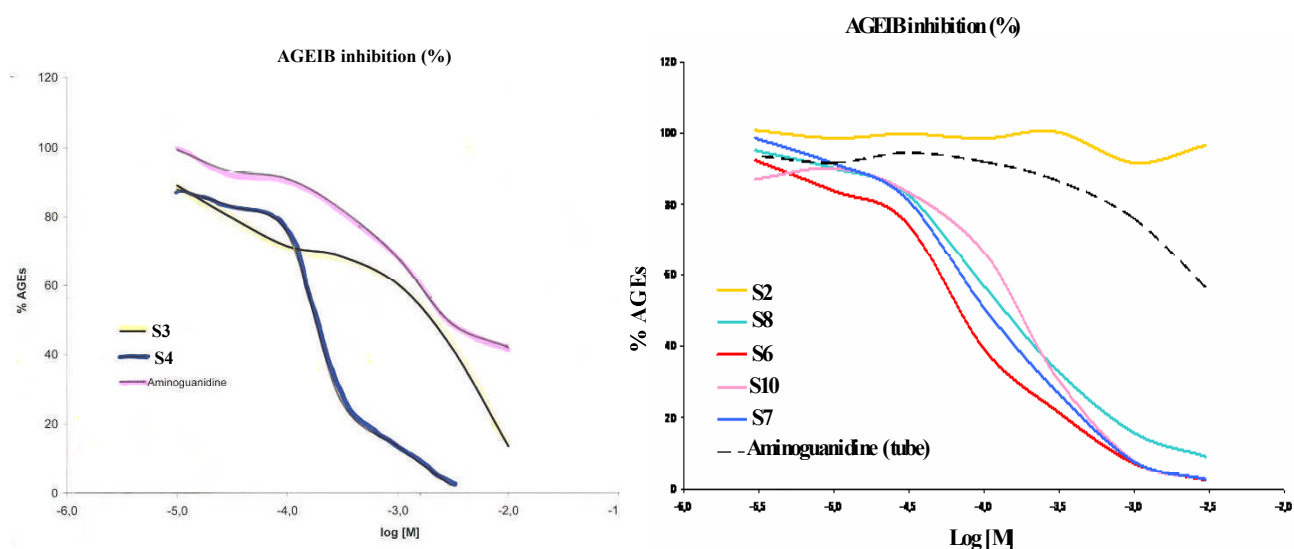 AGEIB inhibition (%)
120
100
80
60
40
20
0
% AGEs
S3
S4
Aminoguanidine
-6,0
-5,0
-4,0
-3,0
-2,0
-1
log [M]
AGEIB inhibition (%)
120
100
80
60
40
20
0
% AGEs
S2
S8
S6
S10
S7
Aminoguanidine (tube)
-6,0
-5,5
-5,0
-4,5
-4,0
-3,5
-3,0
-2,5
-2,0
Log [M]